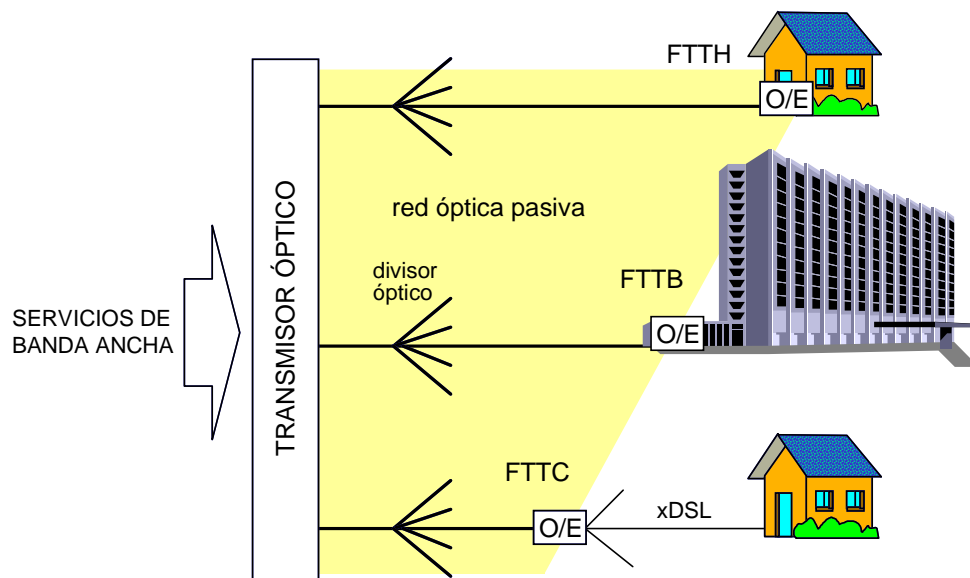 FTTH
O/E
red óptica pasiva
divisor
óptico
FTTB
O/E
SERVICIOS DE
BANDA ANCHA
TRANSMISOR ÓPTICO
FTTC
O/E
xDSL